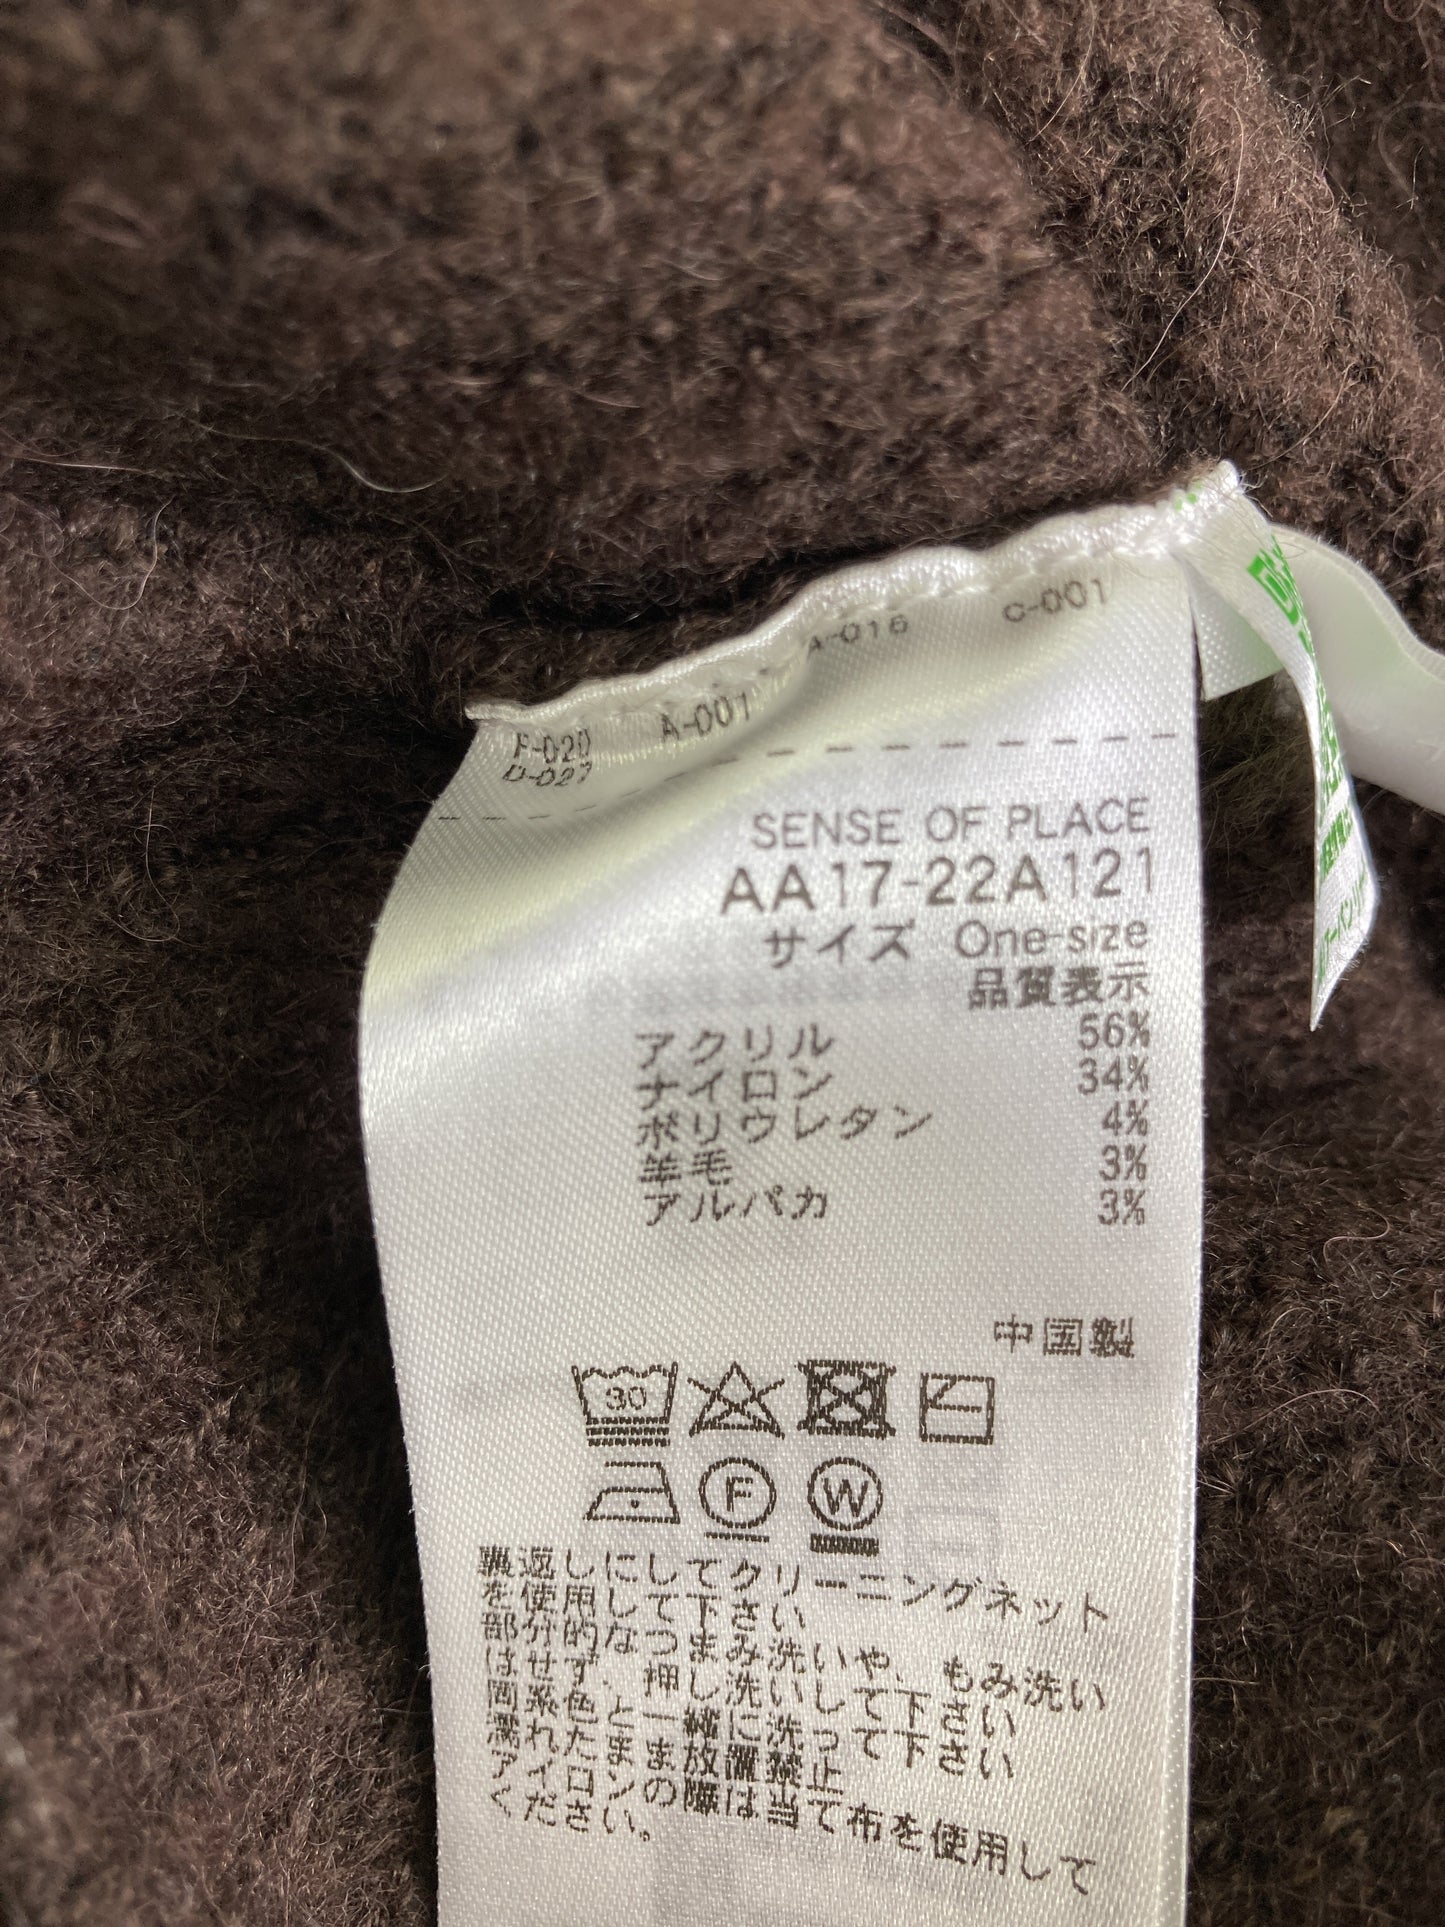 F-020 A-001 A-016 C-001
D-027
SENSE OF PLACE
AA17-22A121
サイズ One-size
品質表示
アクリル 56%
ナイロン 34%
ポリウレタン 4%
羊毛 3%
アルパカ 3%
中国製
30
F W
裏返しにしてクリーニングネット
を使用して下さい
部分的なつまみ洗いや、もみ洗い
はせず、押し洗いして下さい
同系色と一緒に洗って下さい
濡れたまま放置禁止
アイロンの際は当て布を使用して
ください。